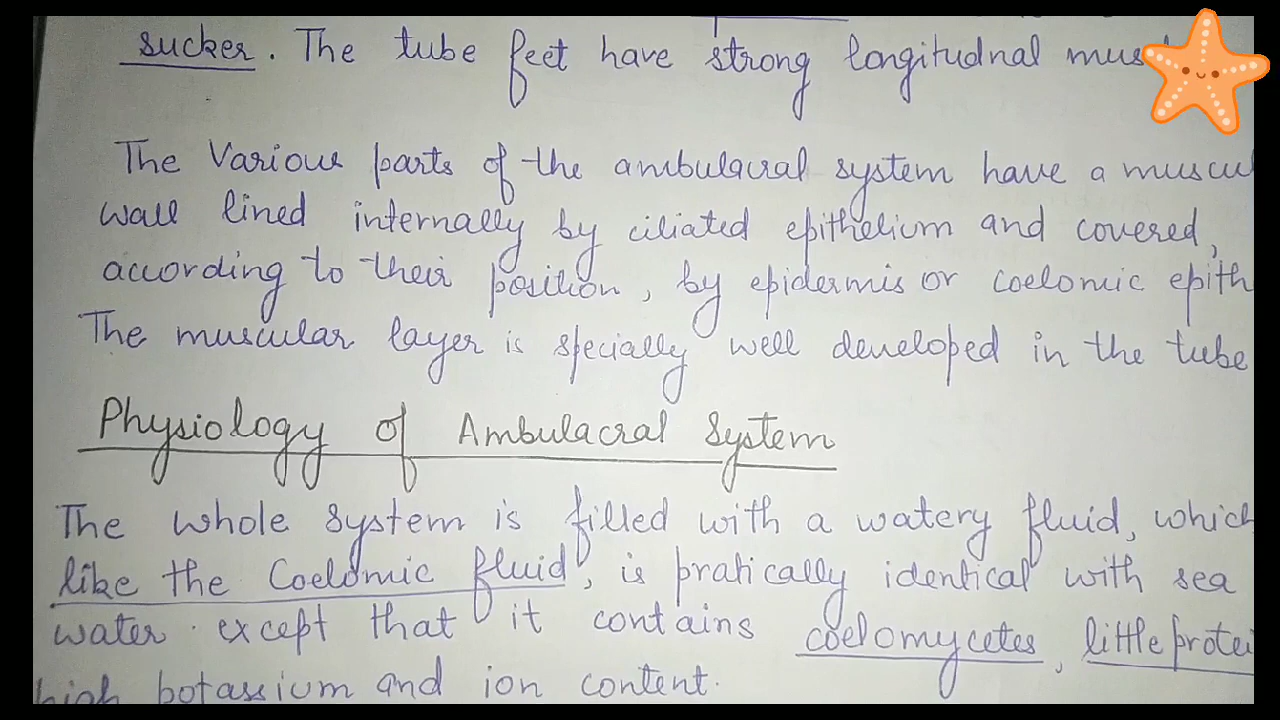 sucker. The tube feet have strong longitudnal mus
The Various parts of the ambulacral system have a muscu
wall lined internally by ciliated epithelium and covered,
according to their position, by epidermis or coelomic epith
The muscular layer is specially well developed in the tube
Physiology of Ambulacral System
The whole system is filled with a watery fluid, which
like the Coelomic fluid, is pratically identical with sea
water except that it contains coelomycetes, little protei
high potassium and ion content.